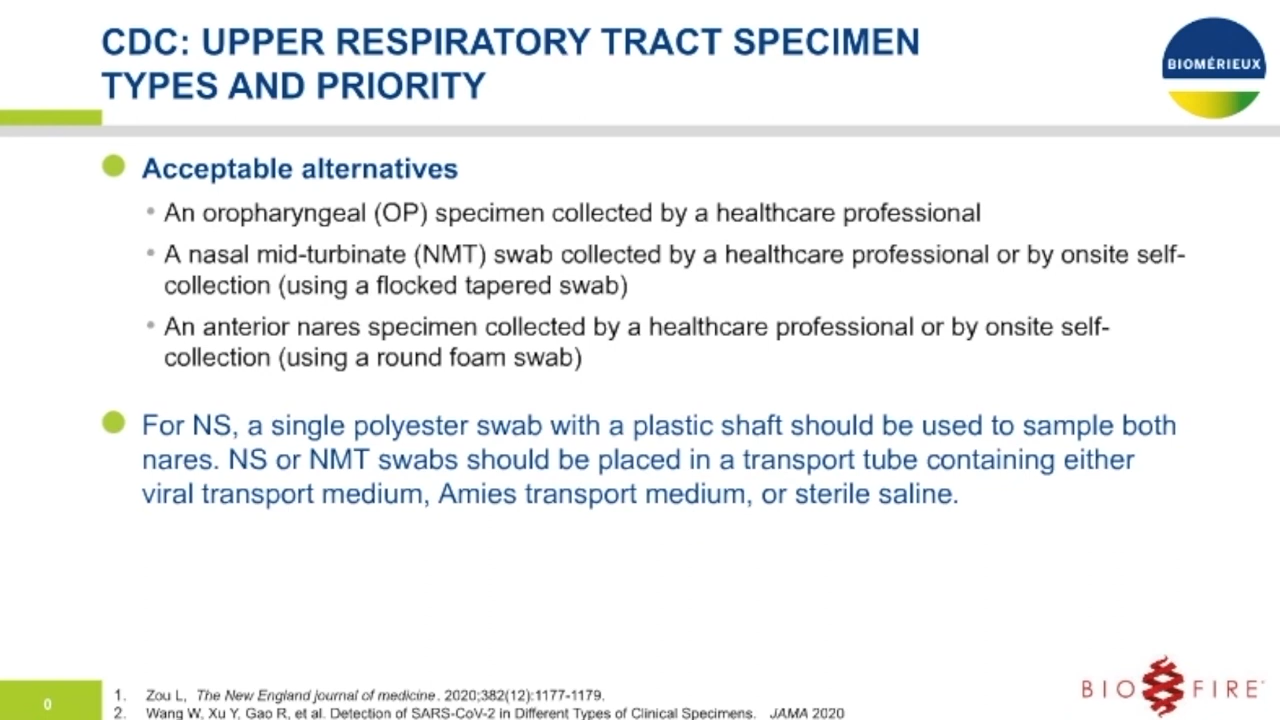 CDC: UPPER RESPIRATORY TRACT SPECIMEN
TYPES AND PRIORITY
BIOMÉRIEUX
Acceptable alternatives
• An oropharyngeal (OP) specimen collected by a healthcare professional
• A nasal mid-turbinate (NMT) swab collected by a healthcare professional or by onsite self-
collection (using a flocked tapered swab)
• An anterior nares specimen collected by a healthcare professional or by onsite self-
collection (using a round foam swab)
For NS, a single polyester swab with a plastic shaft should be used to sample both
nares. NS or NMT swabs should be placed in a transport tube containing either
viral transport medium, Amies transport medium, or sterile saline.
0
1. Zou L, The New England journal of medicine. 2020;382(12):1177-1179.
2. Wang W, Xu Y, Gao R, et al. Detection of SARS-CoV-2 in Different Types of Clinical Specimens. JAMA 2020
BIO FIRE